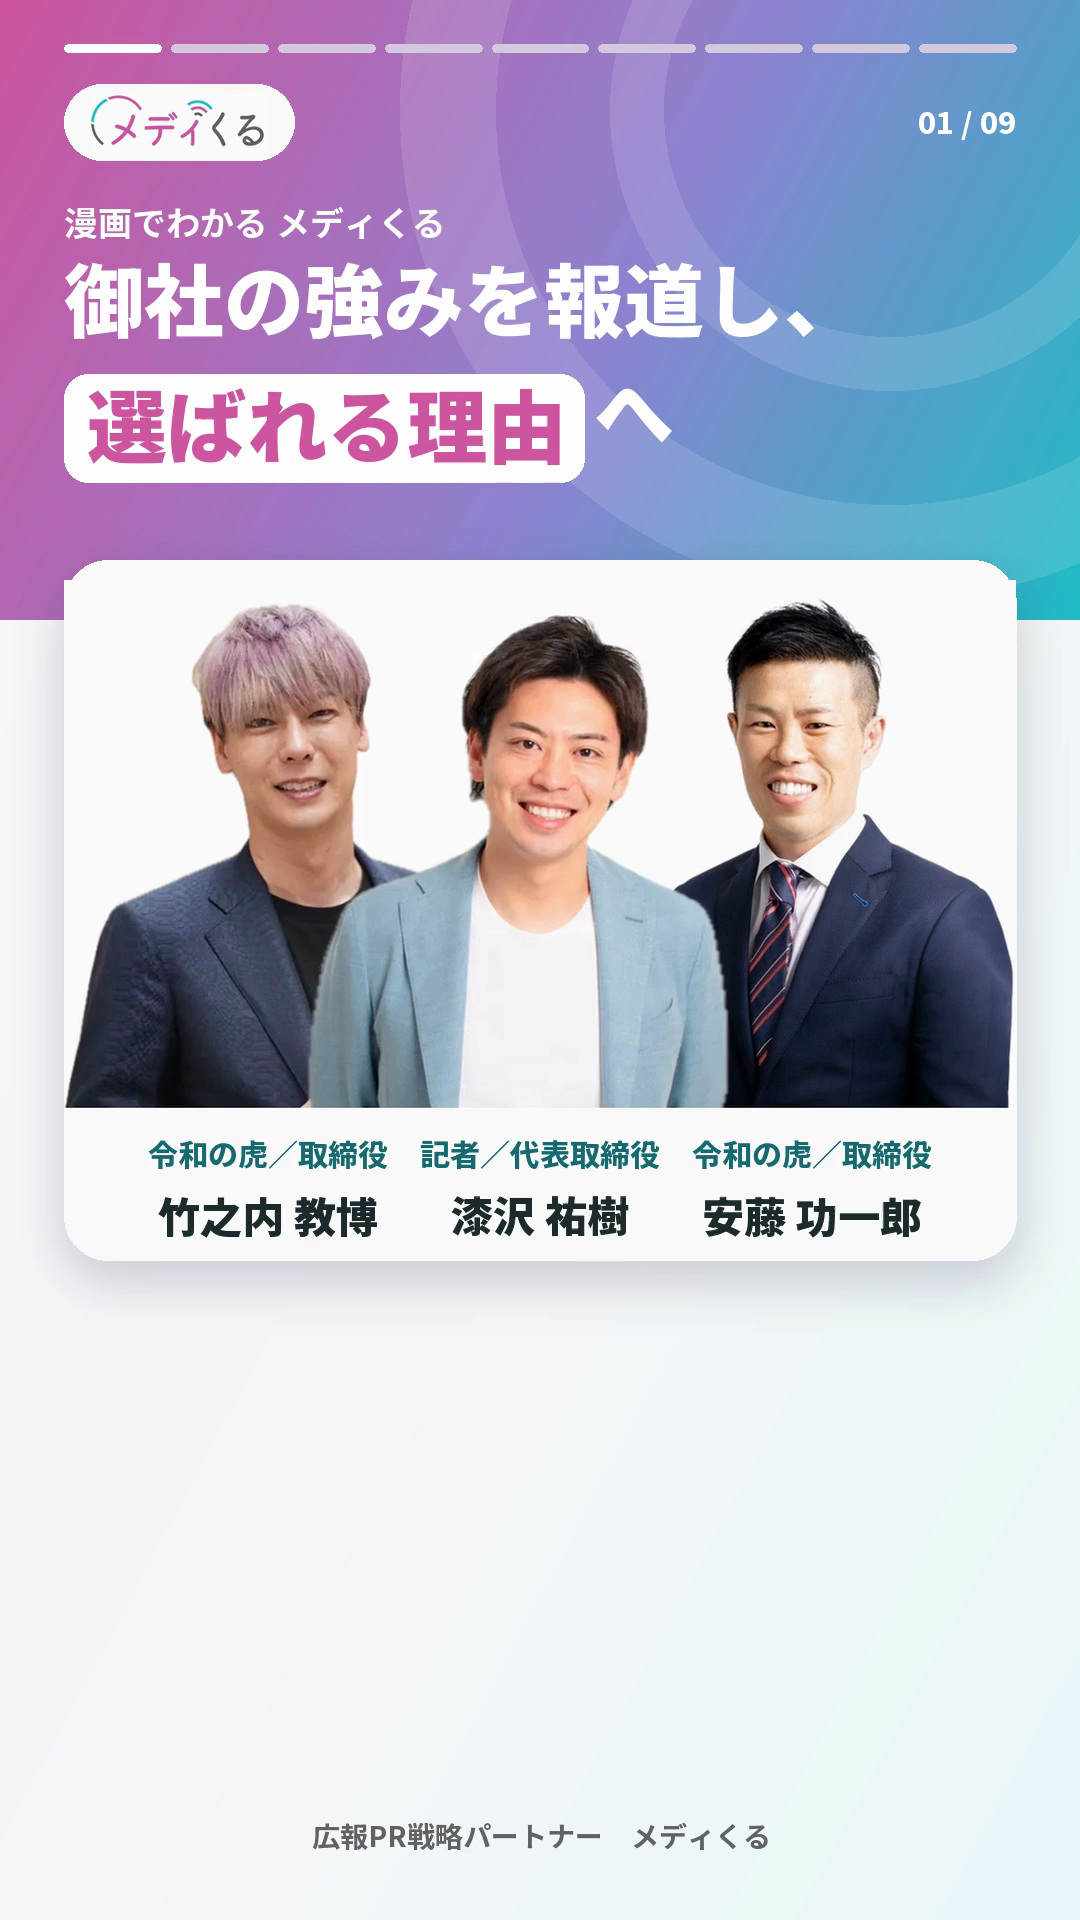 メディくる
01 / 09
漫画でわかる メディくる
御社の強みを報道し、
選ばれる理由へ
令和の虎／取締役
竹之内 教博
記者／代表取締役
漆沢 祐樹
令和の虎／取締役
安藤 功一郎
広報PR戦略パートナー　メディくる